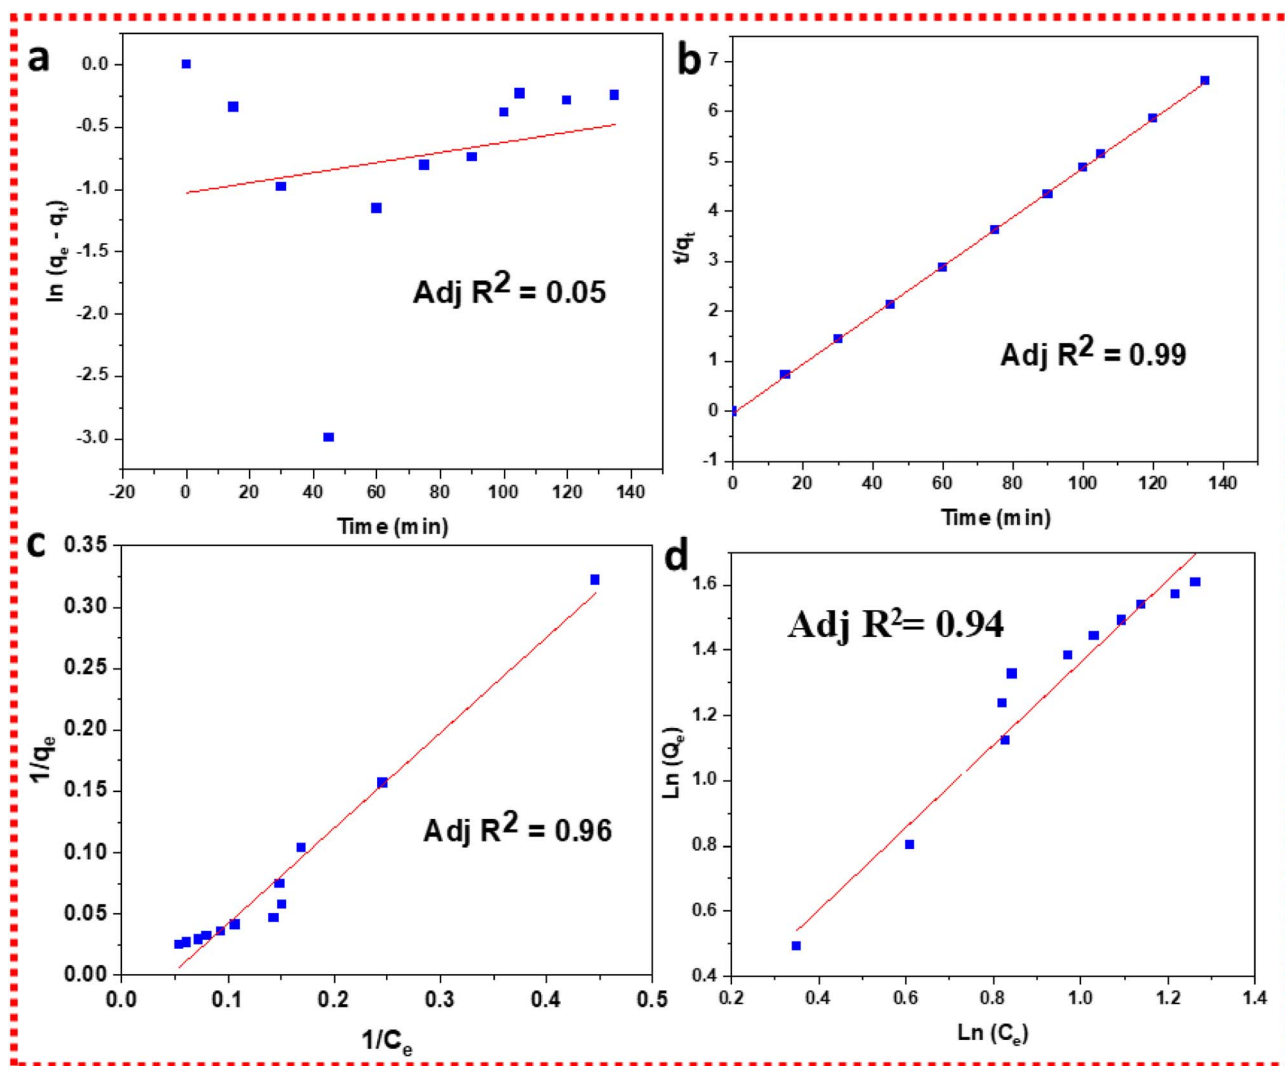 a
0.0
-0.5
-1.0
-1.5
-2.0
-2.5
-3.0
ln (qe - qt)
Adj R2 = 0.05
-20 0 20 40 60 80 100 120 140
Time (min)
b
7
6
5
4
3
2
1
0
-1
t/qt
Adj R2 = 0.99
0 20 40 60 80 100 120 140
Time (min)
c
0.35
0.30
0.25
0.20
0.15
0.10
0.05
0.00
1/qe
Adj R2 = 0.96
0.0 0.1 0.2 0.3 0.4 0.5
1/Ce
d
1.6
1.4
1.2
1.0
0.8
0.6
0.4
Ln (Qe)
Adj R2= 0.94
0.2 0.4 0.6 0.8 1.0 1.2 1.4
Ln (Ce)